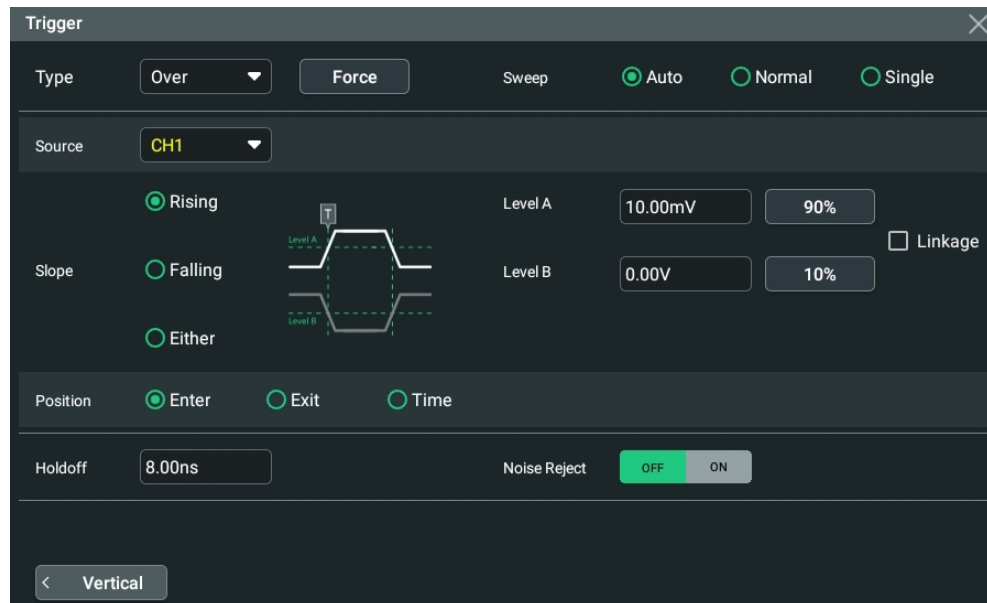 Trigger
Type Over Force Sweep Auto Normal Single
Source CH1
Rising
Level A 10.00mV 90%
T
Level A
Linkage
Slope Falling
Level B 0.00V 10%
Level B
Either
Position Enter Exit Time
Holdoff 8.00ns Noise Reject OFF ON
< Vertical